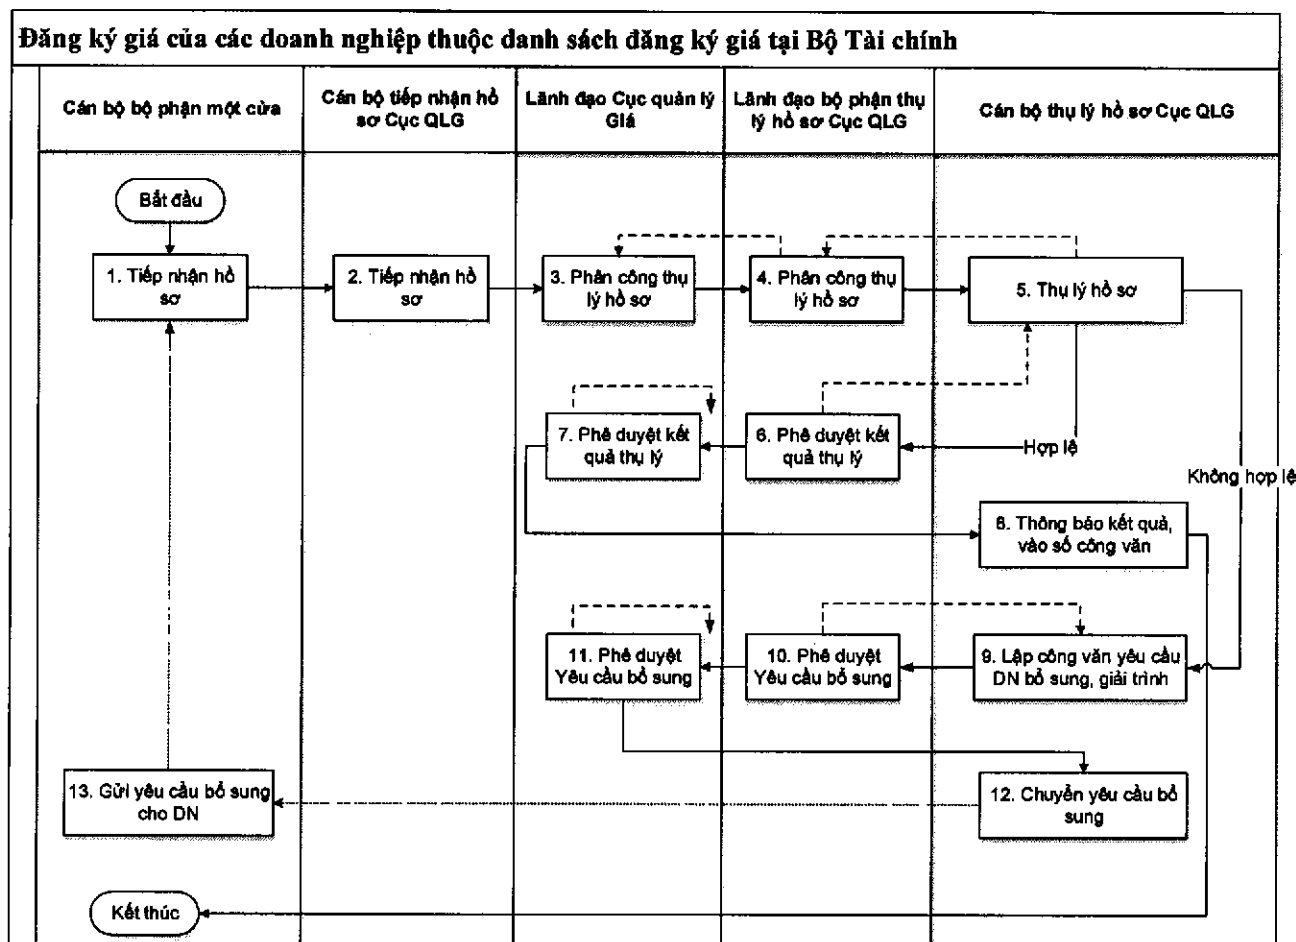 Đăng ký giá của các doanh nghiệp thuộc danh sách đăng ký giá tại Bộ Tài chính
Cán bộ bộ phận một cửa
Cán bộ tiếp nhận hồ
sơ Cục QLG
Lãnh đạo Cục quản lý
Giá
Lãnh đạo bộ phận thụ
lý hồ sơ Cục QLG
Cán bộ thụ lý hồ sơ Cục QLG
Bắt đầu
1. Tiếp nhận hồ
sơ
2. Tiếp nhận hồ
sơ
3. Phân công thụ
lý hồ sơ
4. Phân công thụ
lý hồ sơ
5. Thụ lý hồ sơ
7. Phê duyệt kết
quả thụ lý
6. Phê duyệt kết
quả thụ lý
Hợp lệ
Không hợp lệ
8. Thông báo kết quả,
vào số công văn
11. Phê duyệt
Yêu cầu bổ sung
10. Phê duyệt
Yêu cầu bổ sung
9. Lập công văn yêu cầu
DN bổ sung, giải trình
13. Gửi yêu cầu bổ sung
cho DN
12. Chuyển yêu cầu bổ
sung
Kết thúc